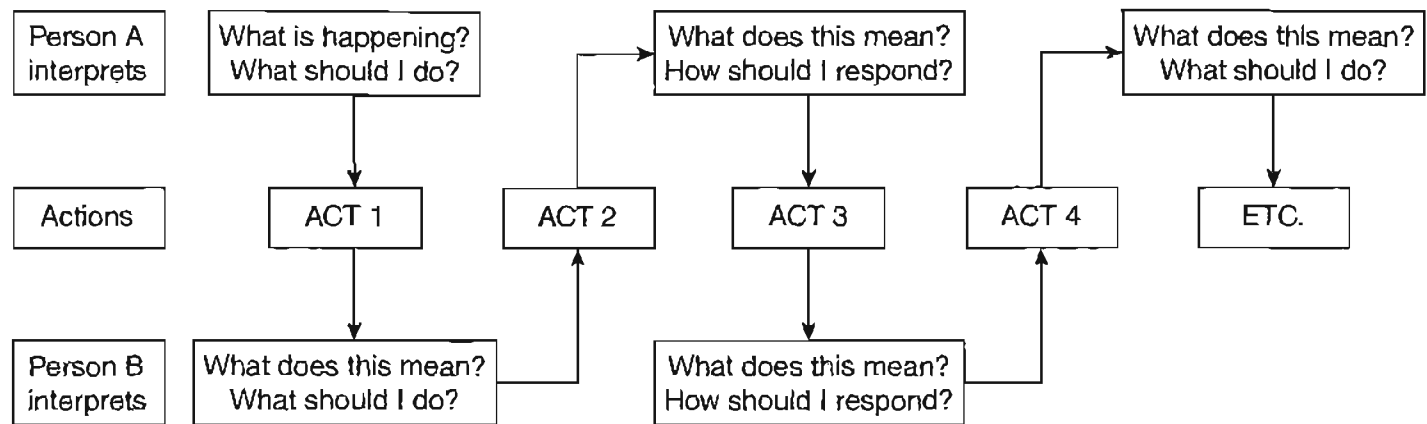 Person A
interprets
What is happening?
What should I do?
What does this mean?
How should I respond?
What does this mean?
What should I do?
Actions
ACT 1
ACT 2
ACT 3
ACT 4
ETC.
Person B
interprets
What does this mean?
What should I do?
What does this mean?
How should I respond?